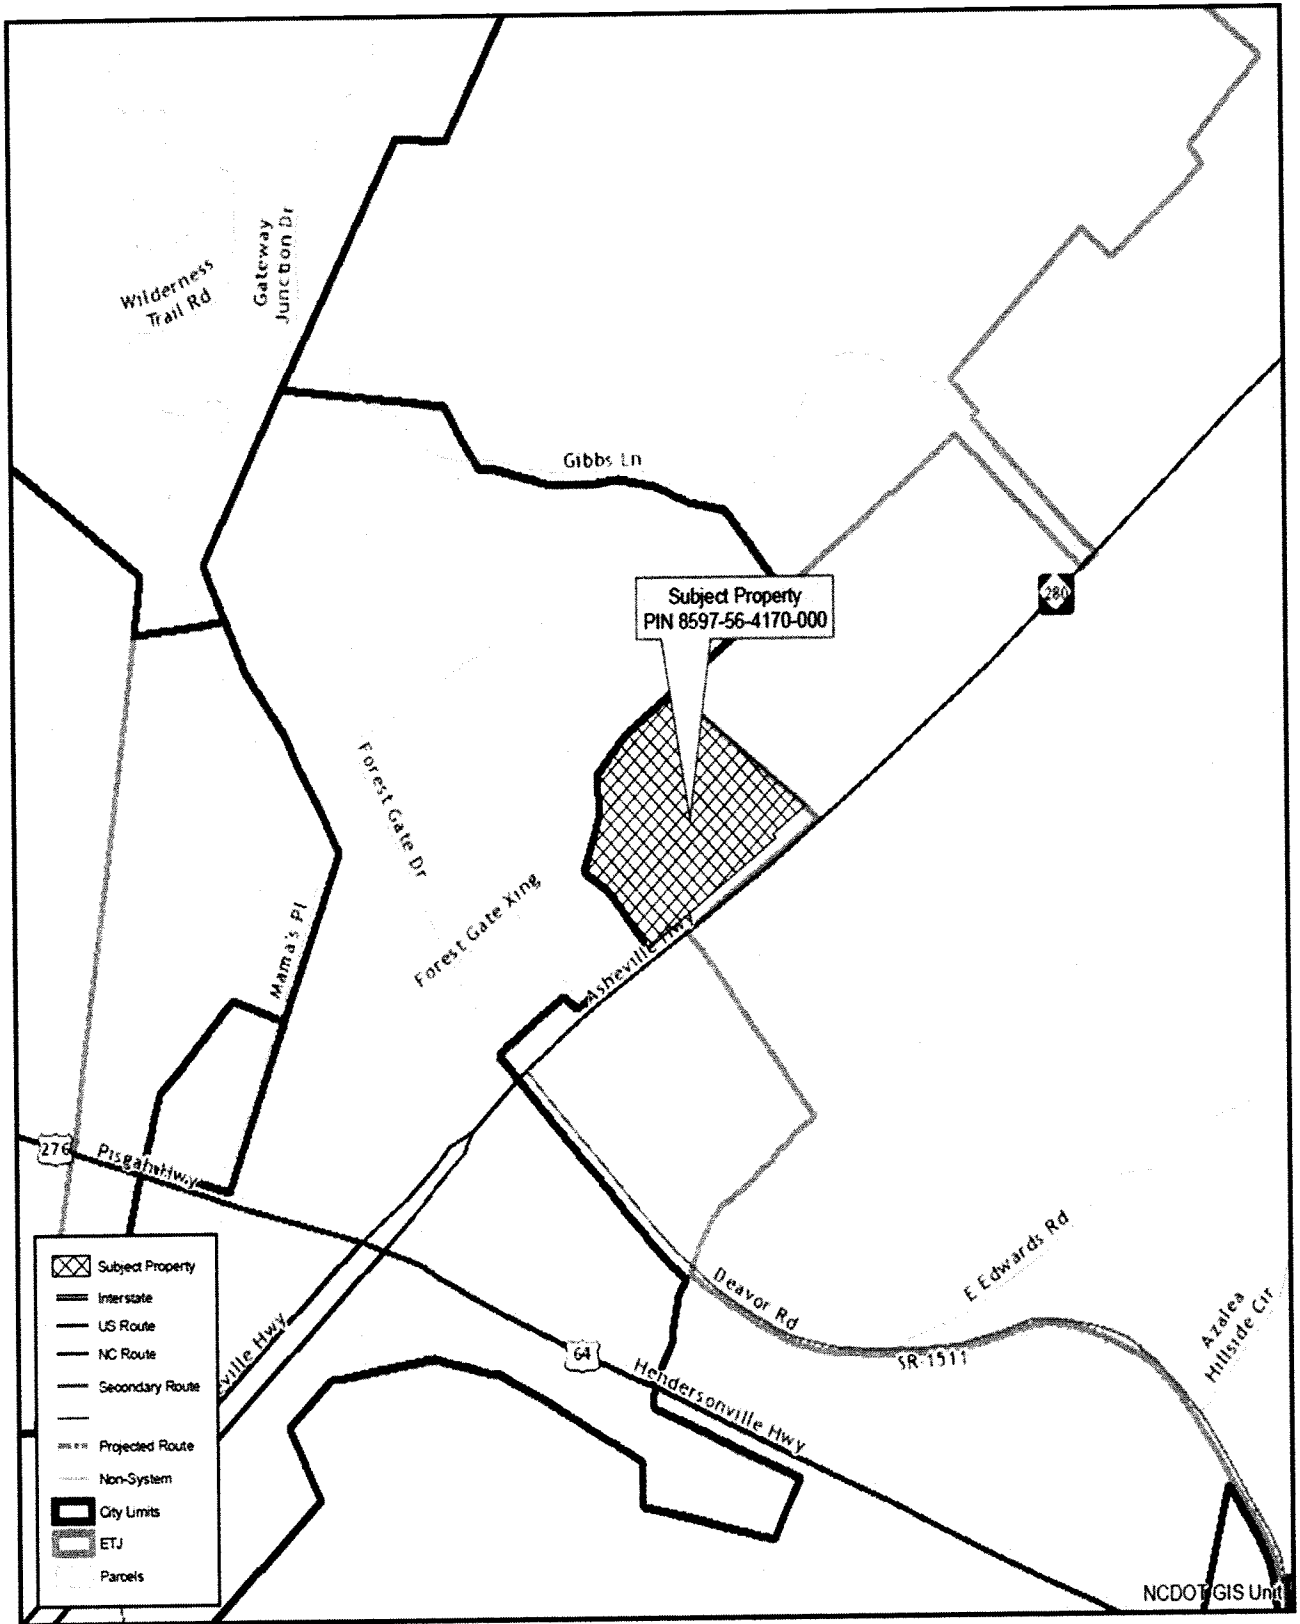 Wilderness
Trail Rd
Gateway
Junction Dr
Gibbs Ln
Subject Property
PIN 8597-56-4170-000
280
Forest Gate Dr
Forest Gate Xing
Mama's Pl
Asheville Hwy
276
Pisgah Hwy
eville Hwy
64
Hendersonville Hwy
Deavor Rd
SR-1511
E Edwards Rd
Azalea
Hillside Cir
Subject Property
Interstate
US Route
NC Route
Secondary Route
Projected Route
Non-System
City Limits
ETJ
Parcels
NCDOT GIS Unit